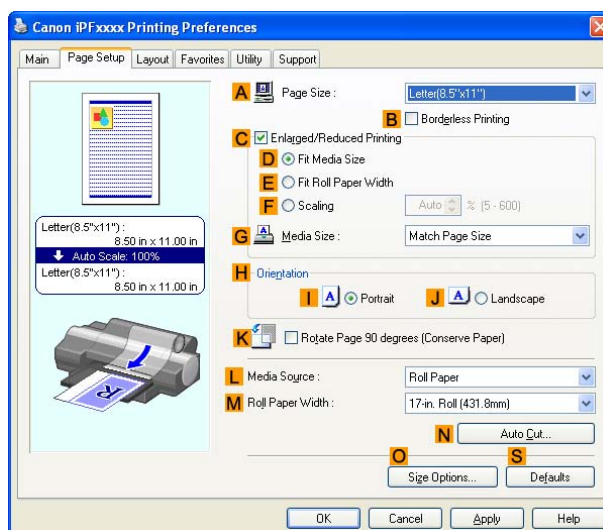 Canon iPFxxxx Printing Preferences
Main Page Setup Layout Favorites Utility Support
A Page Size : Letter(8.5"x11")
B Borderless Printing
C Enlarged/Reduced Printing
D Fit Media Size
E Fit Roll Paper Width
F Scaling Auto % (5 - 600)
G A Media Size : Match Page Size
Letter(8.5"x11") :
8.50 in x 11.00 in
Auto Scale: 100%
Letter(8.5"x11") :
8.50 in x 11.00 in
H Orientation
I A Portrait J A Landscape
K Rotate Page 90 degrees (Conserve Paper)
R
L Media Source : Roll Paper
M Roll Paper Width : 17-in. Roll (431.8mm)
N Auto Cut...
O S
Size Options... Defaults
OK Cancel Apply Help